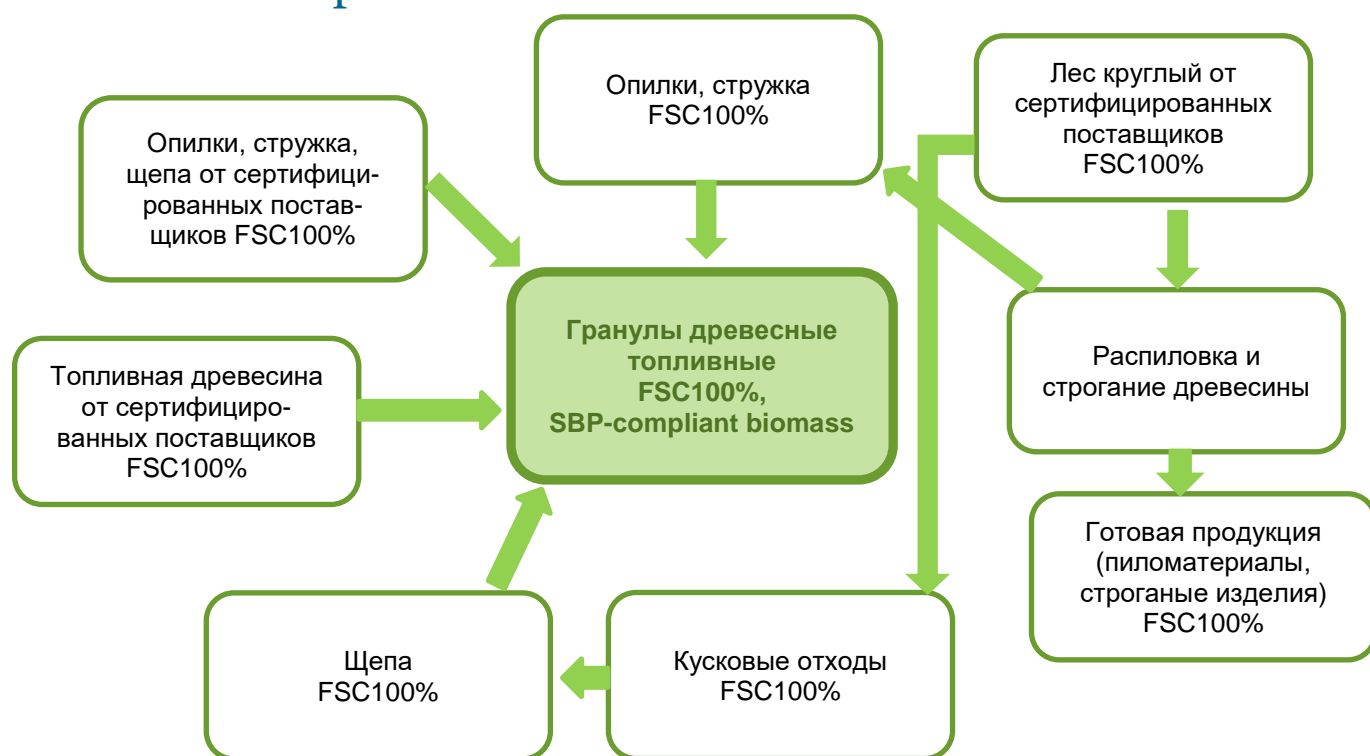 Опилки, стружка
FSC100%
Лес круглый от
сертифицированных
поставщиков
FSC100%
Опилки, стружка,
щепа от сертифици-
рованных постав-
щиков FSC100%
Гранулы древесные
топливные
FSC100%,
SBP-compliant biomass
Распиловка и
строгание древесины
Топливная древесина
от сертифициро-
ванных поставщиков
FSC100%
Готовая продукция
(пиломатериалы,
строганые изделия)
FSC100%
Щепа
FSC100%
Кусковые отходы
FSC100%